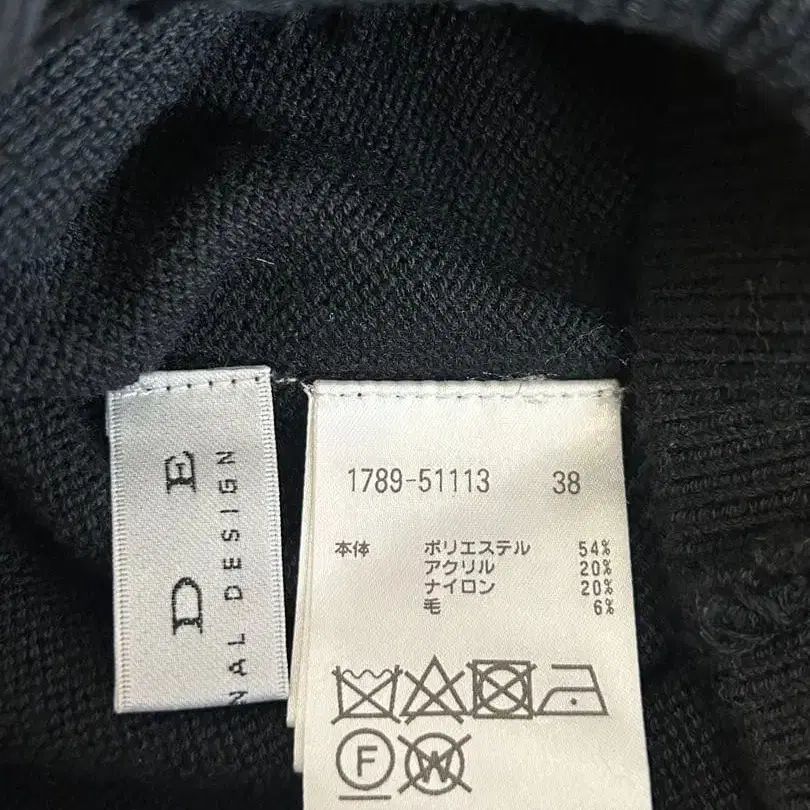 D E
NAL DESIGN
1789-51113 38
本体 ポリエステル 54%
アクリル 20%
ナイロン 20%
毛 6%
F
W